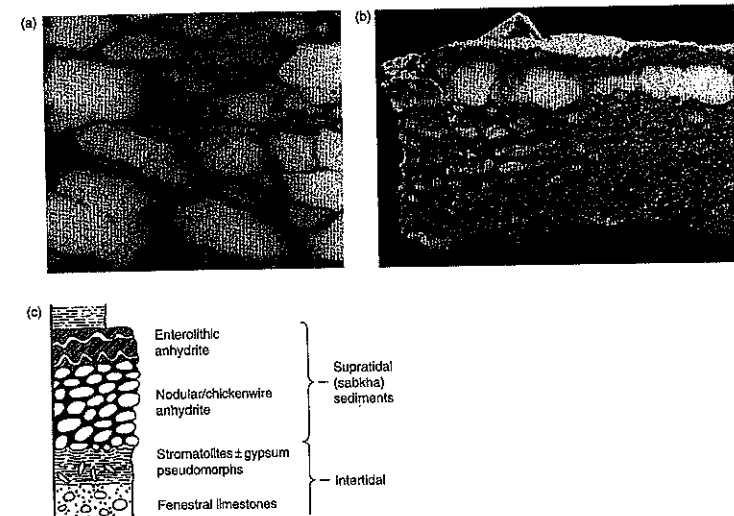 (a)
(b)
(c)
Enterolithic
anhydrite
Nodular/chickenwire
anhydrite
Supratidal
(sabkha)
sediments
Stromatolites ± gypsum
pseudomorphs
Intertidal
Fenestral limestones